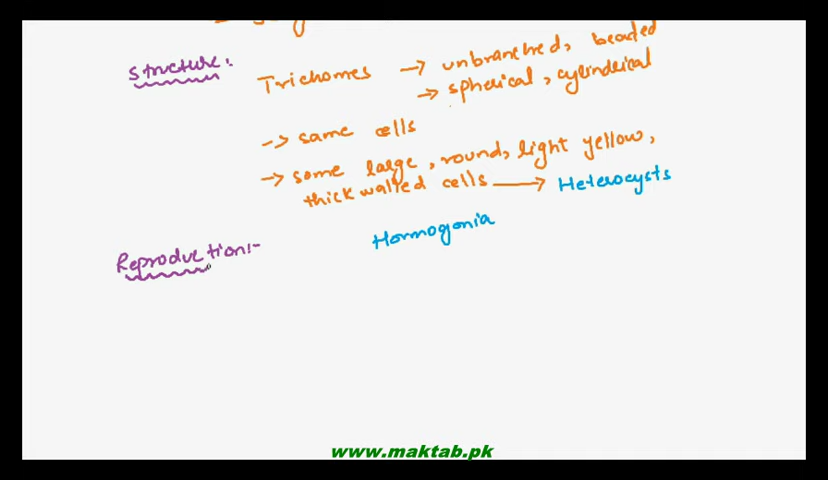 Structure:
Trichomes → unbranched, beaded
→ spherical, cylinderical
→ same cells
→ some large, round, light yellow,
thick walled cells → Heterocysts
Hormogonia
Reproduction:-
www.maktab.pk